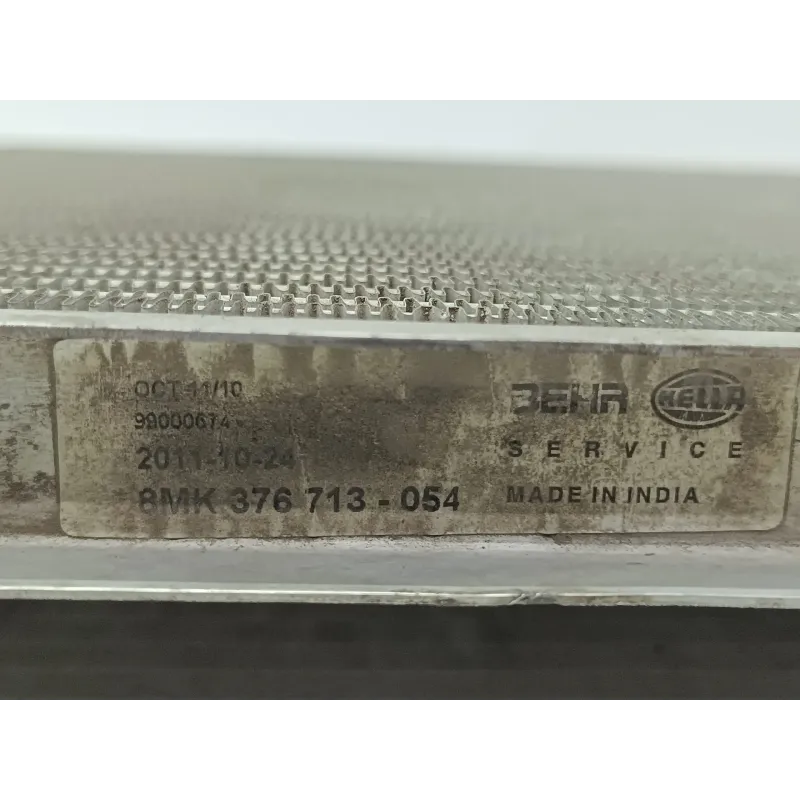 OCT 11/10
99000674
2011-10-24
8MK 376 713 - 054
BEHR HELLA
SERVICE
MADE IN INDIA